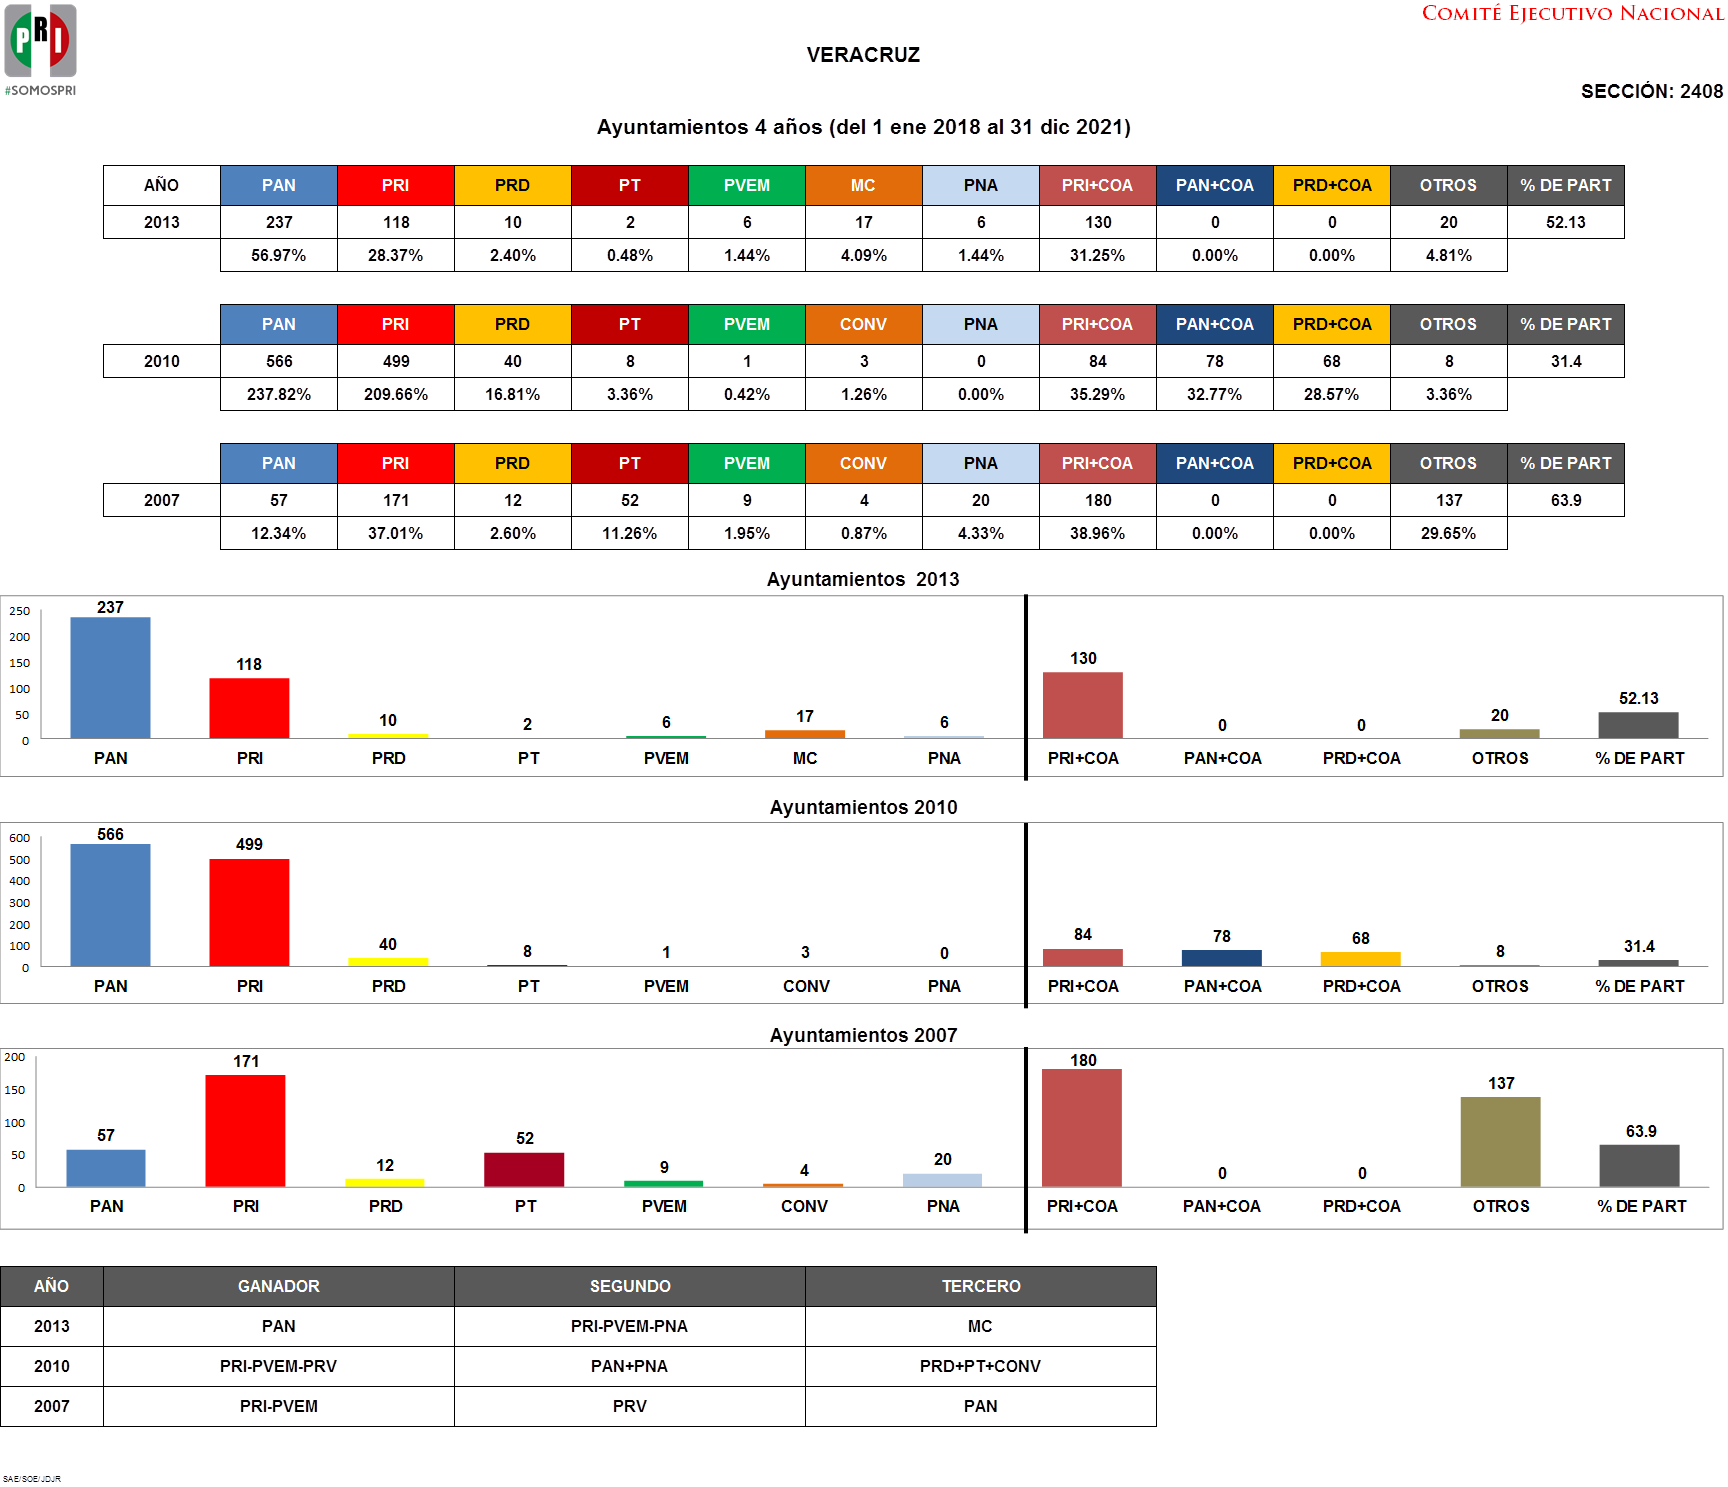 PRI
#SOMOSPRI
COMITÉ EJECUTIVO NACIONAL
VERACRUZ
SECCIÓN: 2408
Ayuntamientos 4 años (del 1 ene 2018 al 31 dic 2021)
AÑO PAN PRI PRD PT PVEM MC PNA PRI+COA PAN+COA PRD+COA OTROS % DE PART
2013 237 118 10 2 6 17 6 130 0 0 20 52.13
56.97% 28.37% 2.40% 0.48% 1.44% 4.09% 1.44% 31.25% 0.00% 0.00% 4.81%
PAN PRI PRD PT PVEM CONV PNA PRI+COA PAN+COA PRD+COA OTROS % DE PART
2010 566 499 40 8 1 3 0 84 78 68 8 31.4
237.82% 209.66% 16.81% 3.36% 0.42% 1.26% 0.00% 35.29% 32.77% 28.57% 3.36%
PAN PRI PRD PT PVEM CONV PNA PRI+COA PAN+COA PRD+COA OTROS % DE PART
2007 57 171 12 52 9 4 20 180 0 0 137 63.9
12.34% 37.01% 2.60% 11.26% 1.95% 0.87% 4.33% 38.96% 0.00% 0.00% 29.65%
Ayuntamientos 2013
250
200
150
100
50
0
237 118 10 2 6 17 6 130 0 0 20 52.13
PAN PRI PRD PT PVEM MC PNA PRI+COA PAN+COA PRD+COA OTROS % DE PART
Ayuntamientos 2010
600
500
400
300
200
100
0
566 499 40 8 1 3 0 84 78 68 8 31.4
PAN PRI PRD PT PVEM CONV PNA PRI+COA PAN+COA PRD+COA OTROS % DE PART
Ayuntamientos 2007
200
150
100
50
0
57 171 12 52 9 4 20 180 0 0 137 63.9
PAN PRI PRD PT PVEM CONV PNA PRI+COA PAN+COA PRD+COA OTROS % DE PART
AÑO GANADOR SEGUNDO TERCERO
2013 PAN PRI-PVEM-PNA MC
2010 PRI-PVEM-PRV PAN+PNA PRD+PT+CONV
2007 PRI-PVEM PRV PAN
SAE/SOE/JDJR